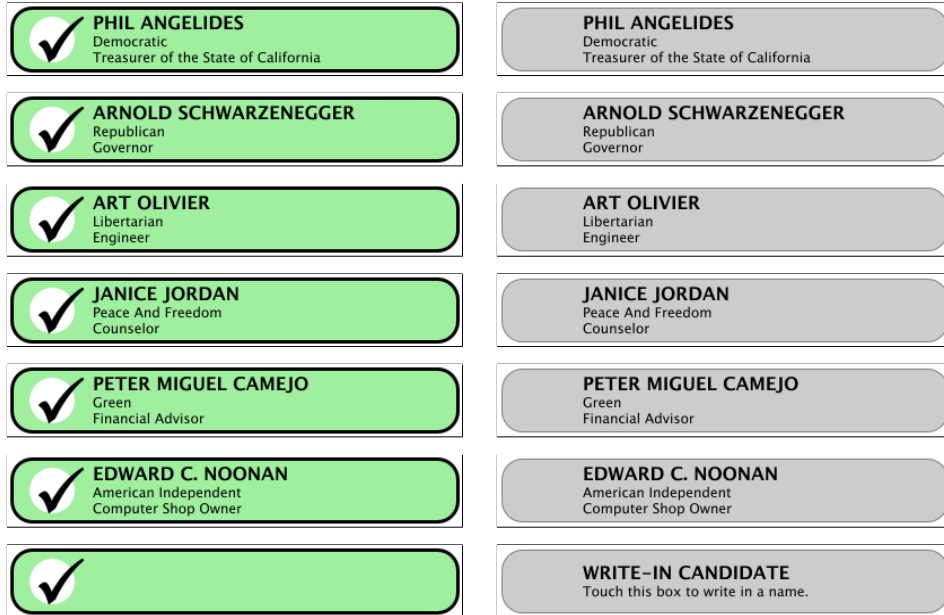 PHIL ANGELIDES
Democratic
Treasurer of the State of California
PHIL ANGELIDES
Democratic
Treasurer of the State of California
ARNOLD SCHWARZENEGGER
Republican
Governor
ARNOLD SCHWARZENEGGER
Republican
Governor
ART OLIVIER
Libertarian
Engineer
ART OLIVIER
Libertarian
Engineer
JANICE JORDAN
Peace And Freedom
Counselor
JANICE JORDAN
Peace And Freedom
Counselor
PETER MIGUEL CAMEJO
Green
Financial Advisor
PETER MIGUEL CAMEJO
Green
Financial Advisor
EDWARD C. NOONAN
American Independent
Computer Shop Owner
EDWARD C. NOONAN
American Independent
Computer Shop Owner
WRITE-IN CANDIDATE
Touch this box to write in a name.